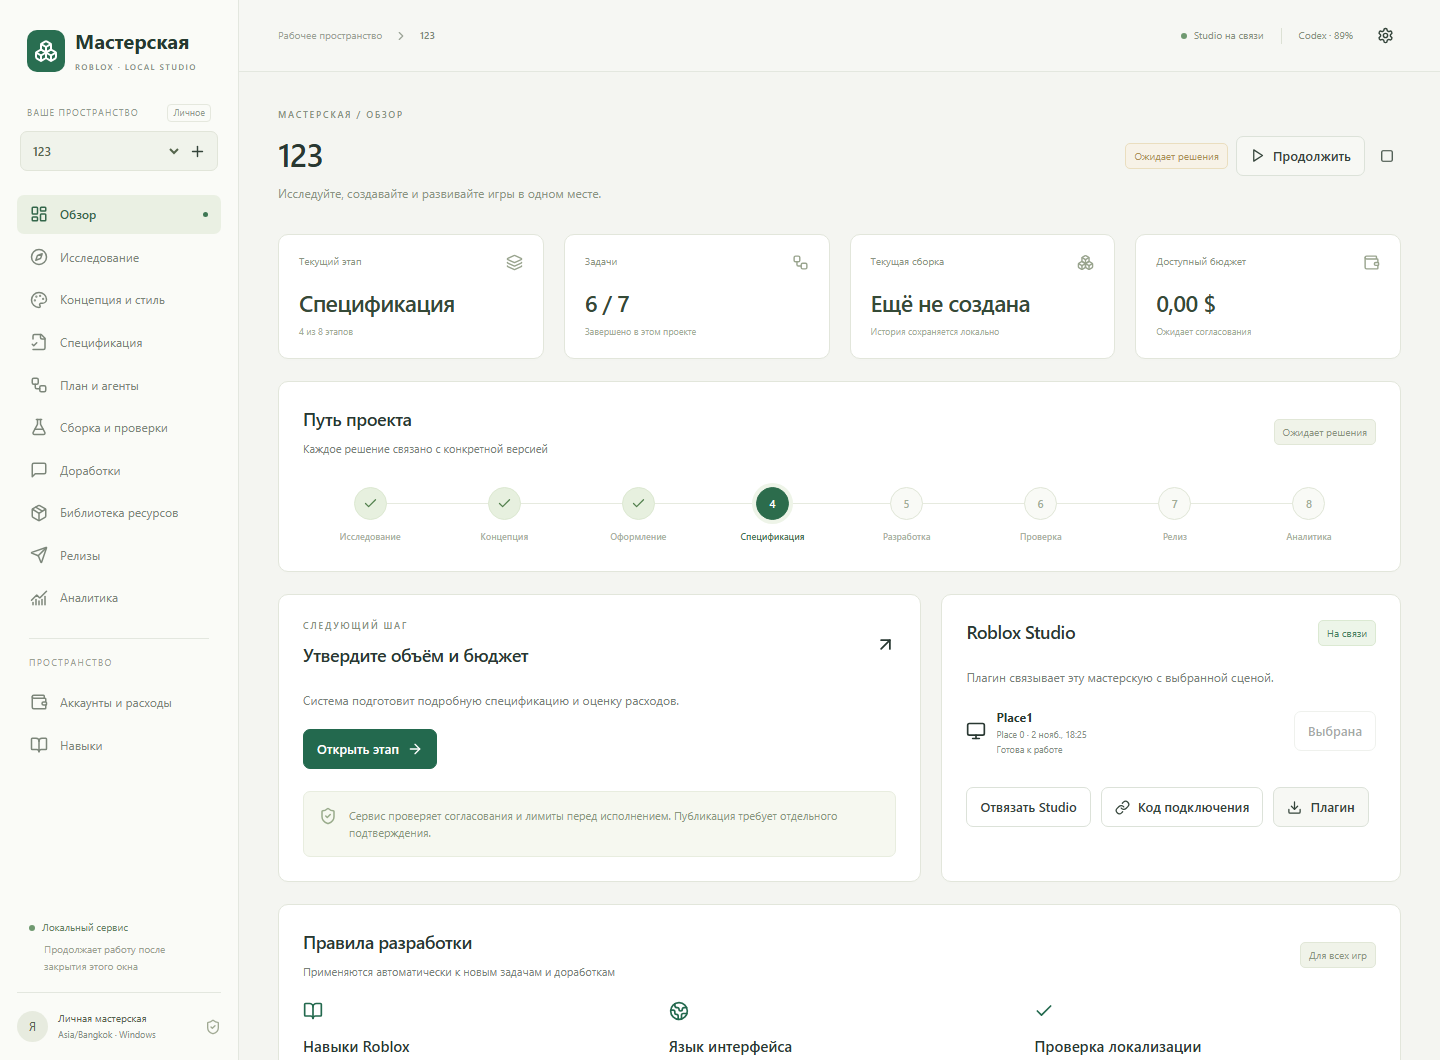 Мастерская
ROBLOX · LOCAL STUDIO
ВАШЕ ПРОСТРАНСТВО
Личное
123
Обзор
Исследование
Концепция и стиль
Спецификация
План и агенты
Сборка и проверки
Доработки
Библиотека ресурсов
Релизы
Аналитика
ПРОСТРАНСТВО
Аккаунты и расходы
Навыки
Локальный сервис
Продолжает работу после
закрытия этого окна
Я
Личная мастерская
Asia/Bangkok · Windows
Рабочее пространство
123
Studio на связи
Codex · 89%
МАСТЕРСКАЯ / ОБЗОР
123
Исследуйте, создавайте и развивайте игры в одном месте.
Ожидает решения
Продолжить
Текущий этап
Спецификация
4 из 8 этапов
Задачи
6 / 7
Завершено в этом проекте
Текущая сборка
Ещё не создана
История сохраняется локально
Доступный бюджет
0,00 $
Ожидает согласования
Путь проекта
Каждое решение связано с конкретной версией
Ожидает решения
4
5
6
7
8
Исследование
Концепция
Оформление
Спецификация
Разработка
Проверка
Релиз
Аналитика
СЛЕДУЮЩИЙ ШАГ
Утвердите объём и бюджет
Система подготовит подробную спецификацию и оценку расходов.
Открыть этап
Сервис проверяет согласования и лимиты перед исполнением. Публикация требует отдельного
подтверждения.
Roblox Studio
На связи
Плагин связывает эту мастерскую с выбранной сценой.
Place1
Place 0 · 2 нояб., 18:25
Готова к работе
Выбрана
Отвязать Studio
Код подключения
Плагин
Правила разработки
Применяются автоматически к новым задачам и доработкам
Для всех игр
Навыки Roblox
Язык интерфейса
Проверка локализации